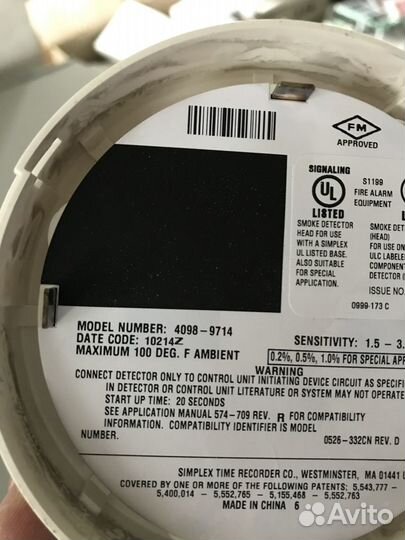 FM
APPROVED
SIGNALING
UL
LISTED
S1199
FIRE ALARM
EQUIPMENT
UL
LISTED
SMOKE DETECTOR
HEAD FOR USE
WITH A SIMPLEX
UL LISTED BASE.
ALSO SUITABLE
FOR SPECIAL
APPLICATION.
SMOKE DETECTOR
(HEAD)
FOR USE ON
ULC LABELE
COMPONENT
DETECTOR (
ISSUE NO.
0999-173 C
MODEL NUMBER: 4098-9714
DATE CODE: 10214Z
MAXIMUM 100 DEG. F AMBIENT
SENSITIVITY: 1.5 - 3.
0.2%, 0.5%, 1.0% FOR SPECIAL APP
WARNING
CONNECT DETECTOR ONLY TO CONTROL UNIT INITIATING DEVICE CIRCUIT AS SPECIFI
IN DETECTOR OR CONTROL UNIT LITERATURE OR SYSTEM MAY NOT OPERATE
START UP TIME: 20 SECONDS
SEE APPLICATION MANUAL 574-709 REV. R FOR COMPATIBILITY
INFORMATION. COMPATIBILITY IDENTIFIER IS MODEL
NUMBER.
0526-332CN REV. D
SIMPLEX TIME RECORDER CO., WESTMINSTER, MA 01441 U
COVERED BY ONE OF MORE OF THE FOLLOWING PATENTS: 5,543,777 -
5,400,014 - 5,552,765 - 5,155,468 - 5,552,763
MADE IN CHINA 6
Avito